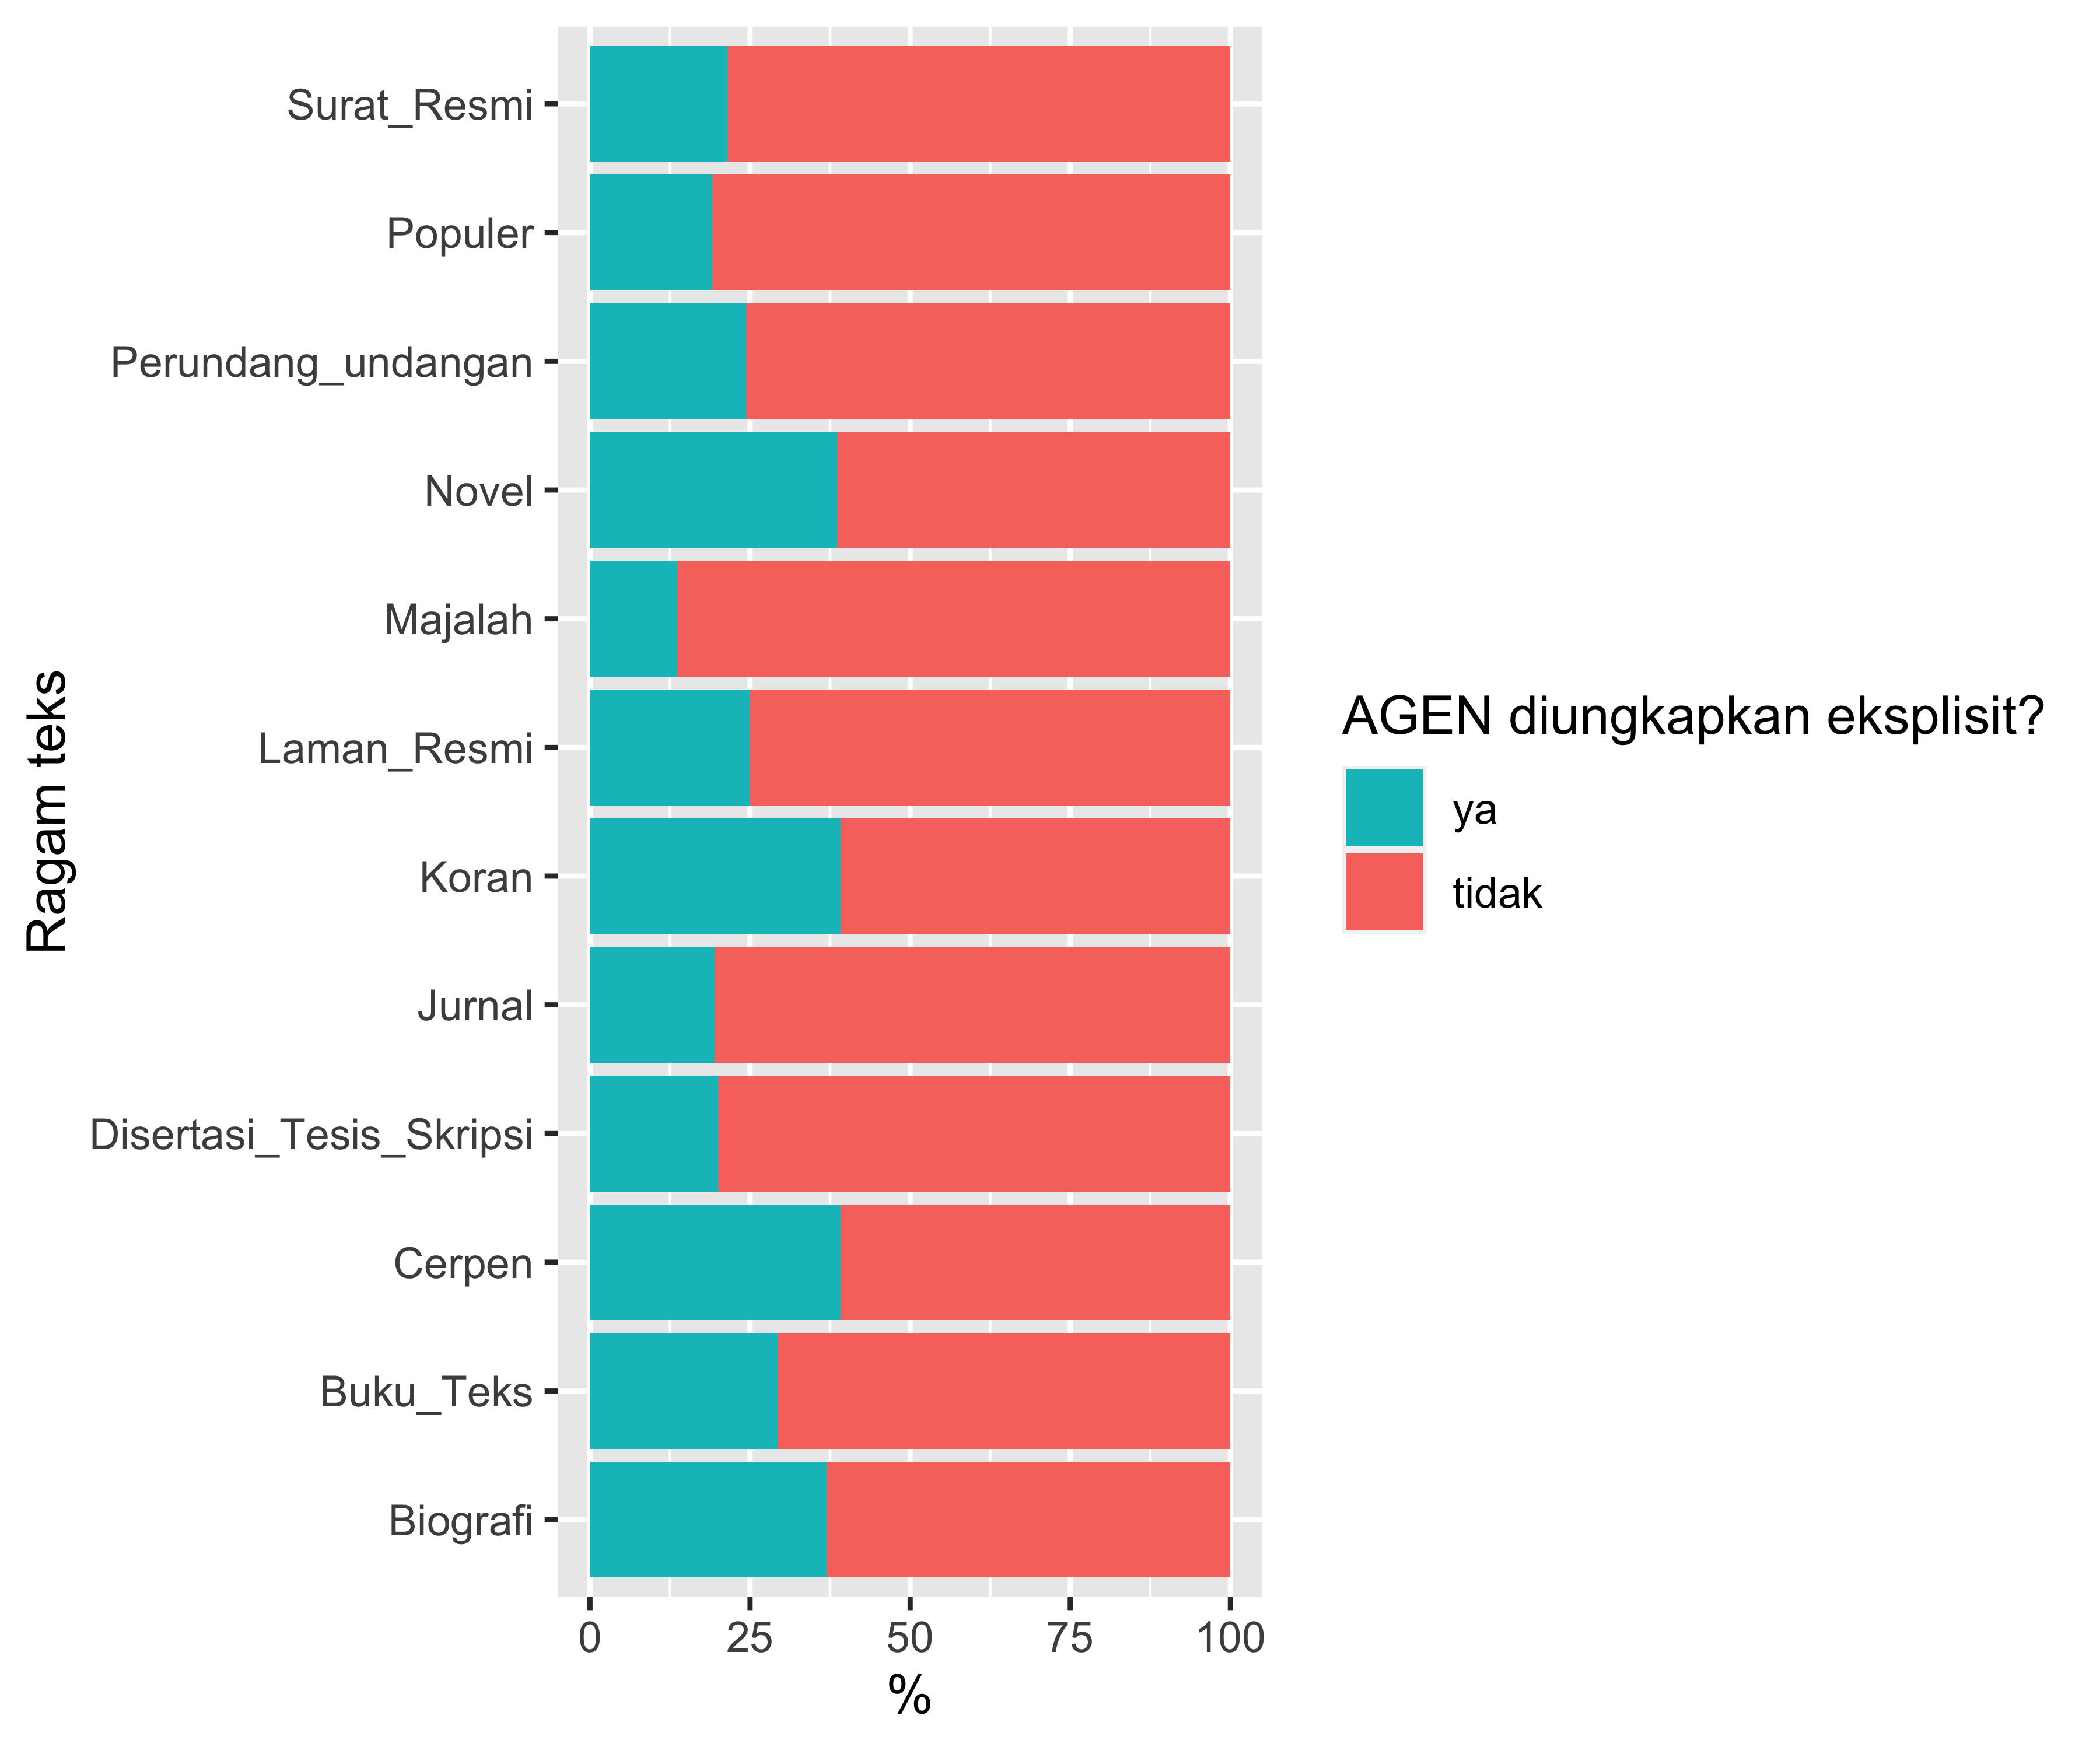 Ragam teks
Surat_Resmi
Populer
Perundang_undangan
Novel
Majalah
Laman_Resmi
Koran
Jurnal
Disertasi_Tesis_Skripsi
Cerpen
Buku_Teks
Biografi
0 25 50 75 100
%
AGEN diungkapkan eksplisit?
ya
tidak